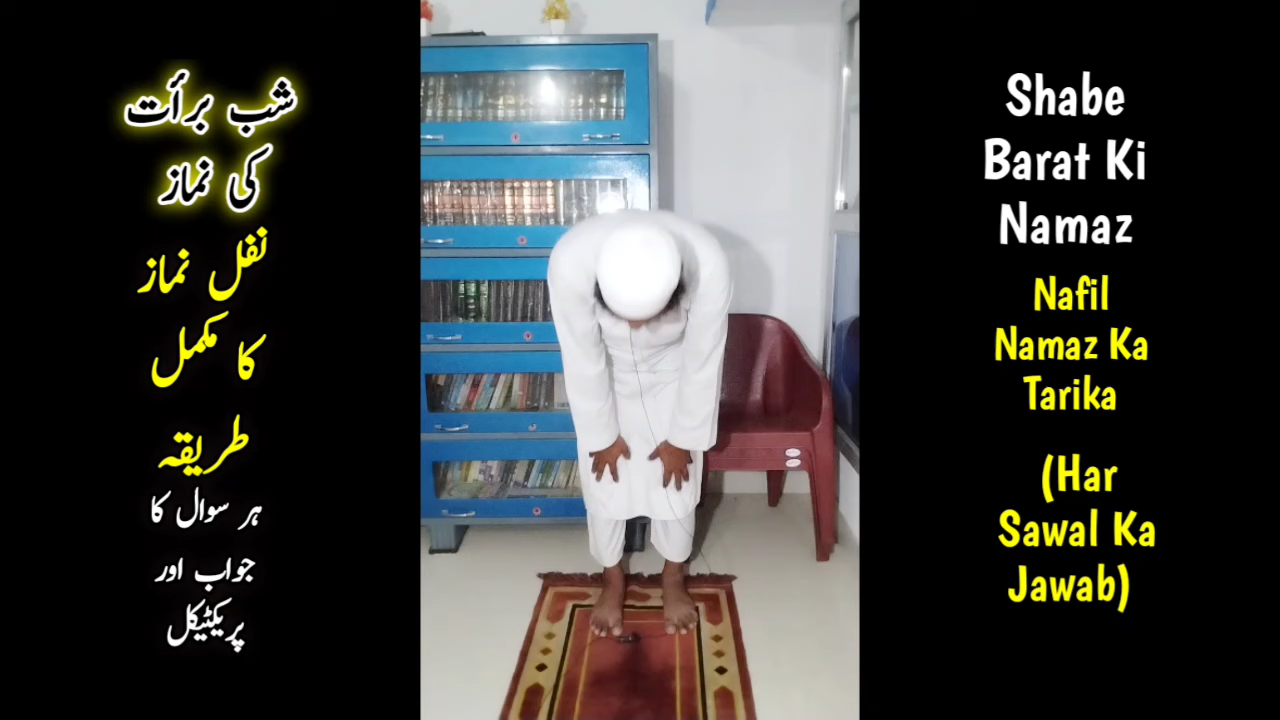 شب برأت
کی نماز
نفل نماز
کا مکمل
طریقہ
ہر سوال کا
جواب اور
پریکٹیکل
Shabe
Barat Ki
Namaz
Nafil
Namaz Ka
Tarika
(Har
Sawal Ka
Jawab)